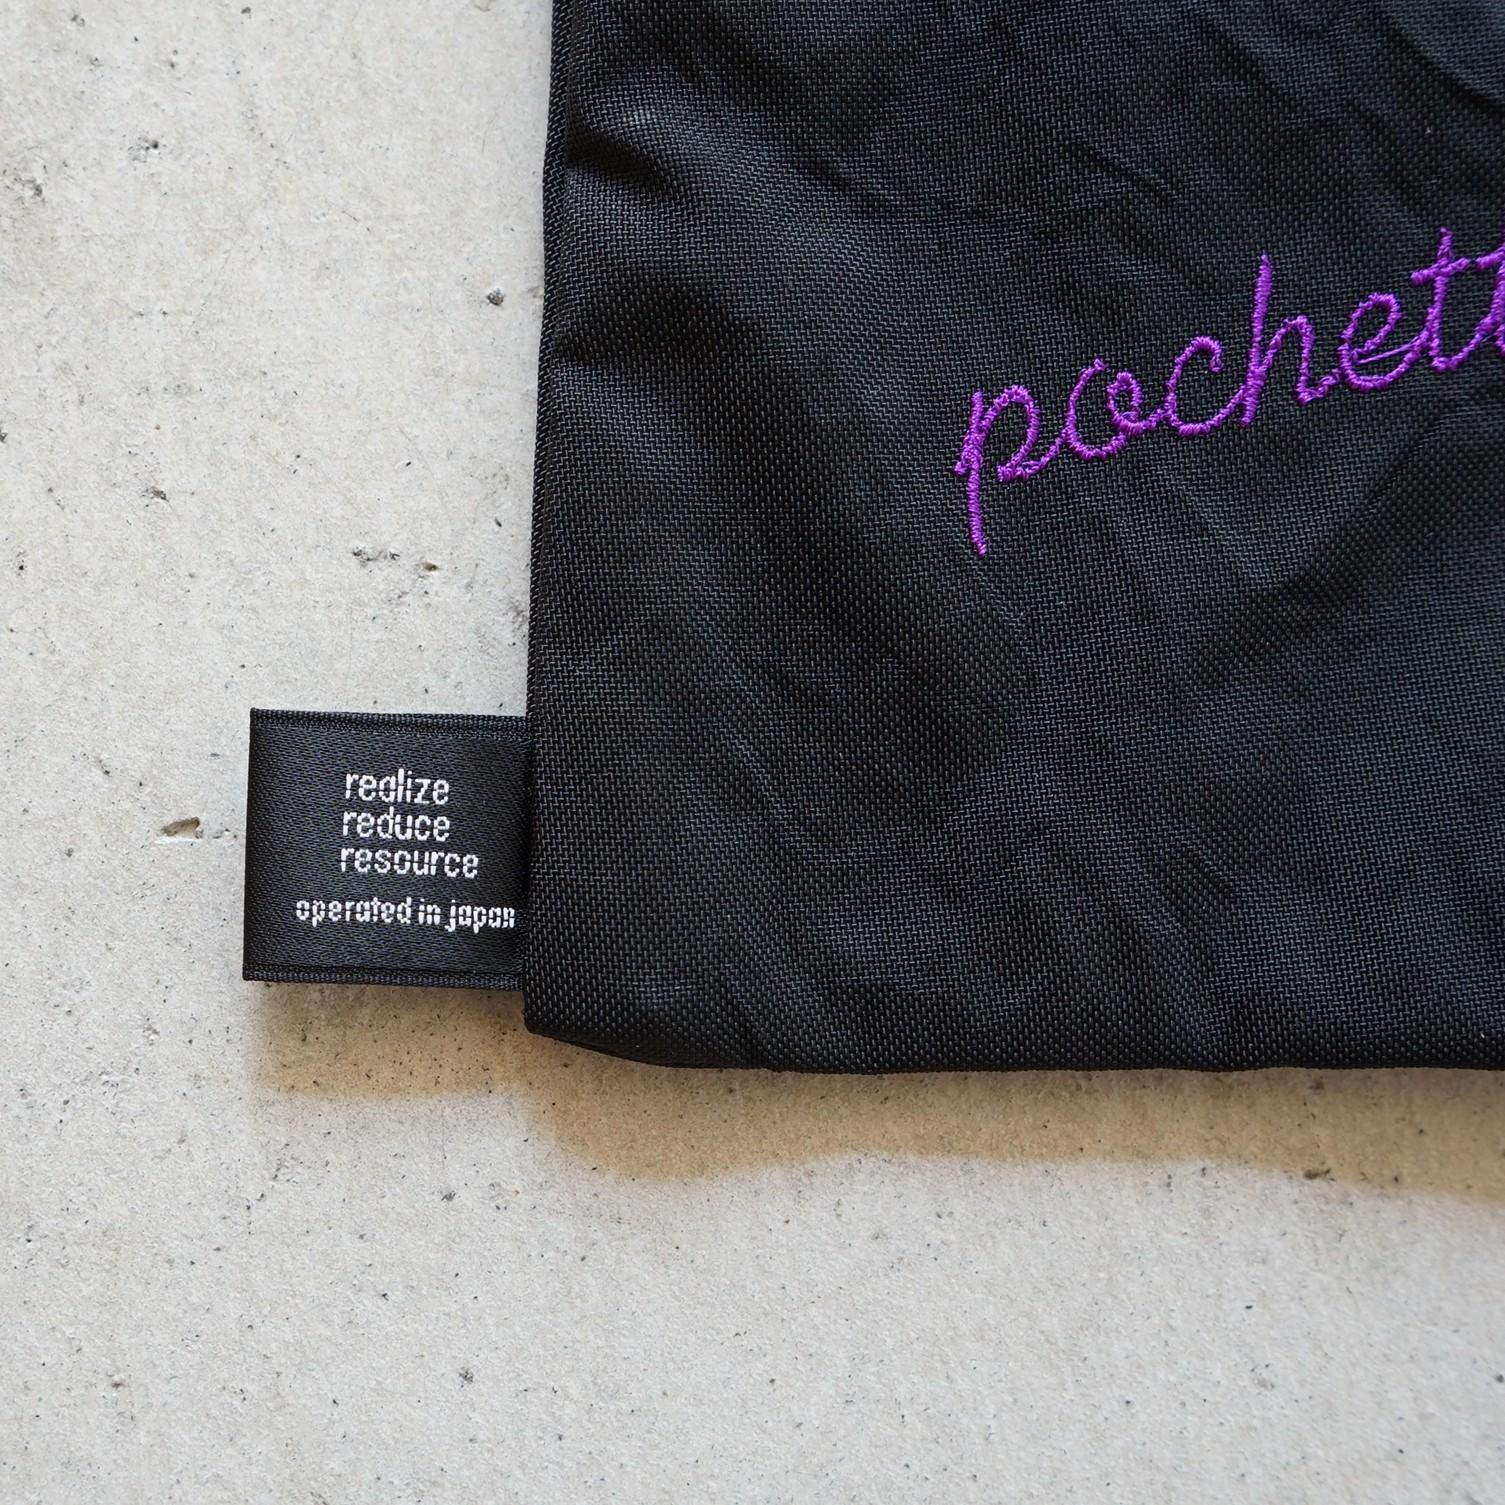 pochett
realize
reduce
resource
operated in japan